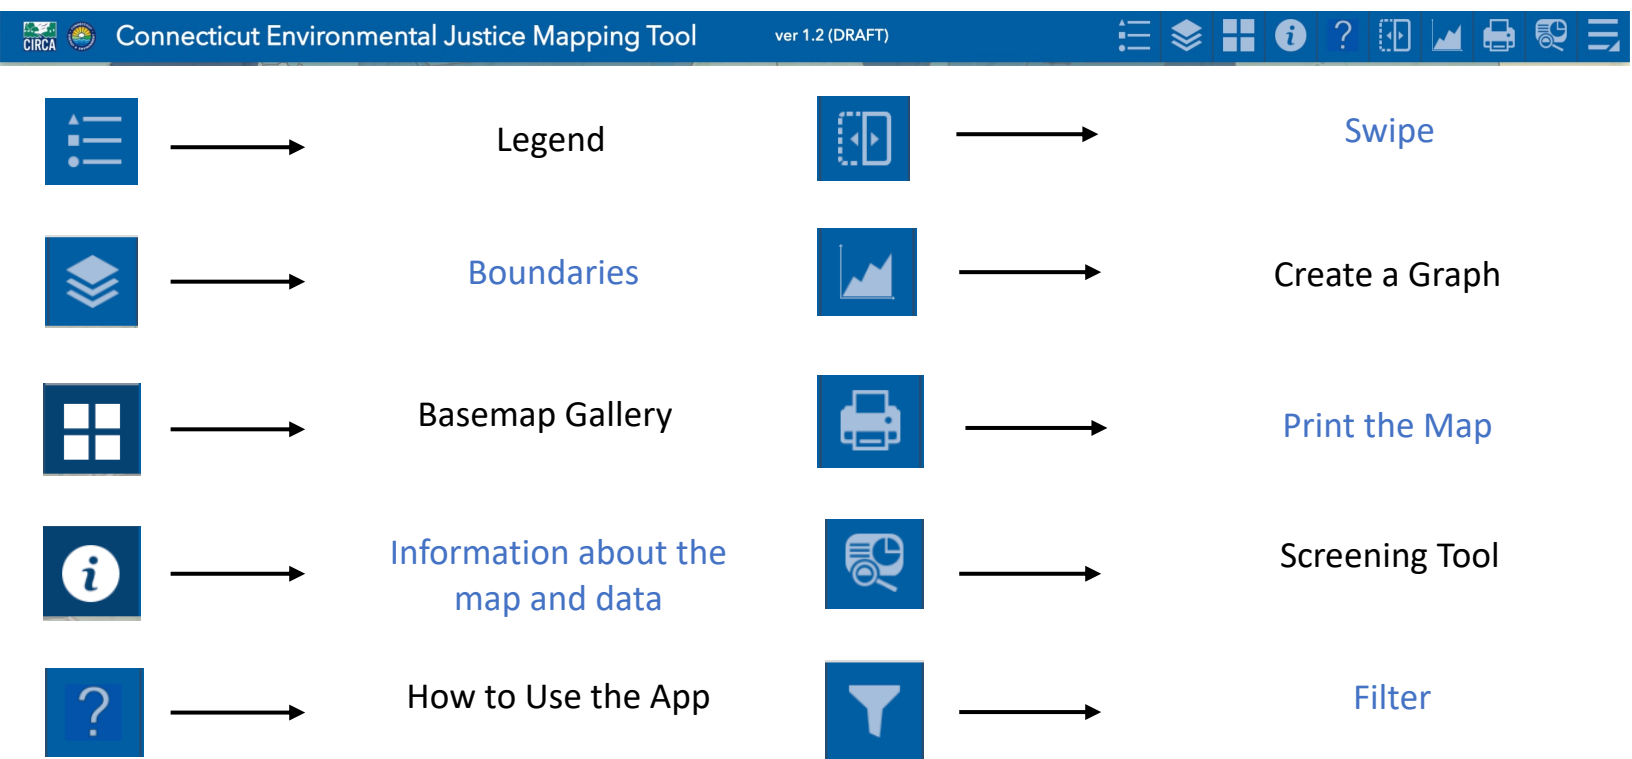 CIRCA
Connecticut Environmental Justice Mapping Tool
ver 1.2 (DRAFT)
i
?
Legend
Boundaries
Basemap Gallery
i
Information about the
map and data
?
How to Use the App
Swipe
Create a Graph
Print the Map
Screening Tool
Filter